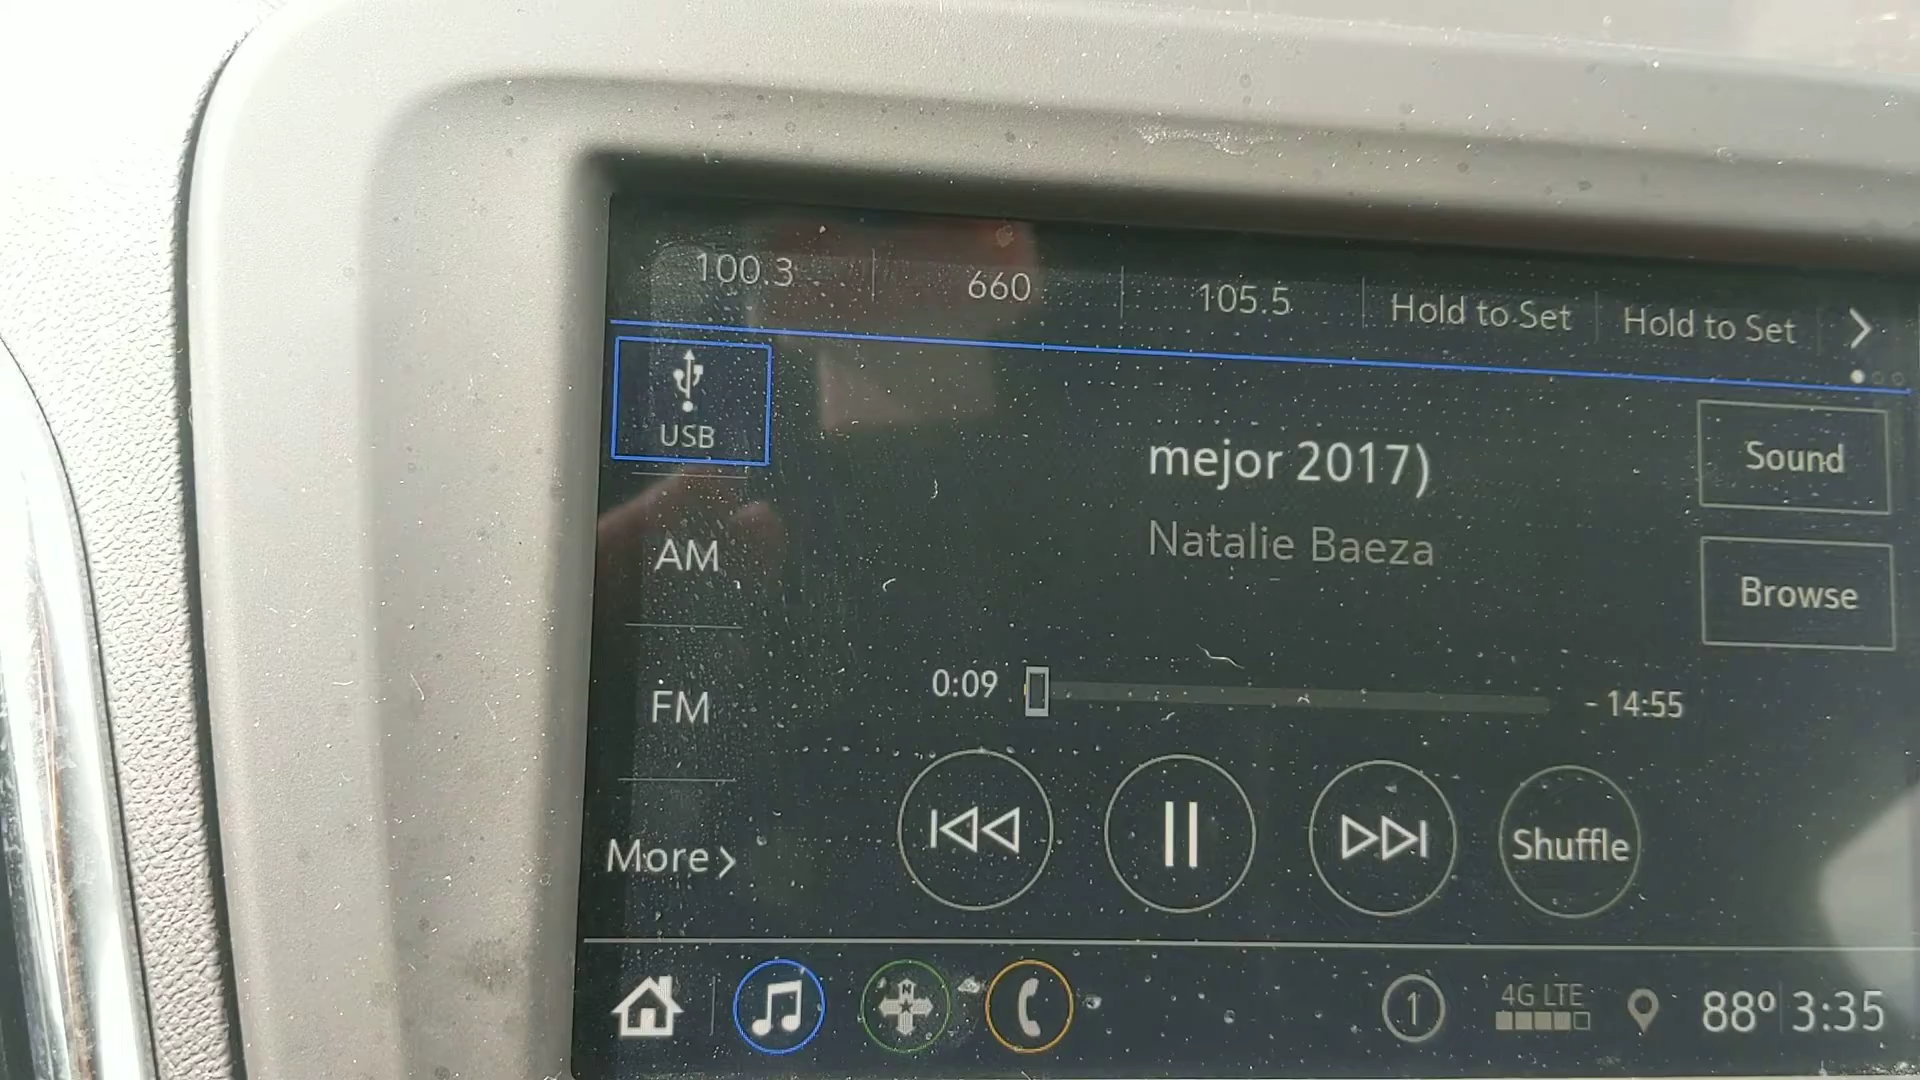 100.3 660 105.5 Hold to Set Hold to Set
USB
mejor 2017)
Sound
Natalie Baeza
AM
Browse
0:09 - 14:55
FM
More
Shuffle
N
1 4G LTE 88º 3:35